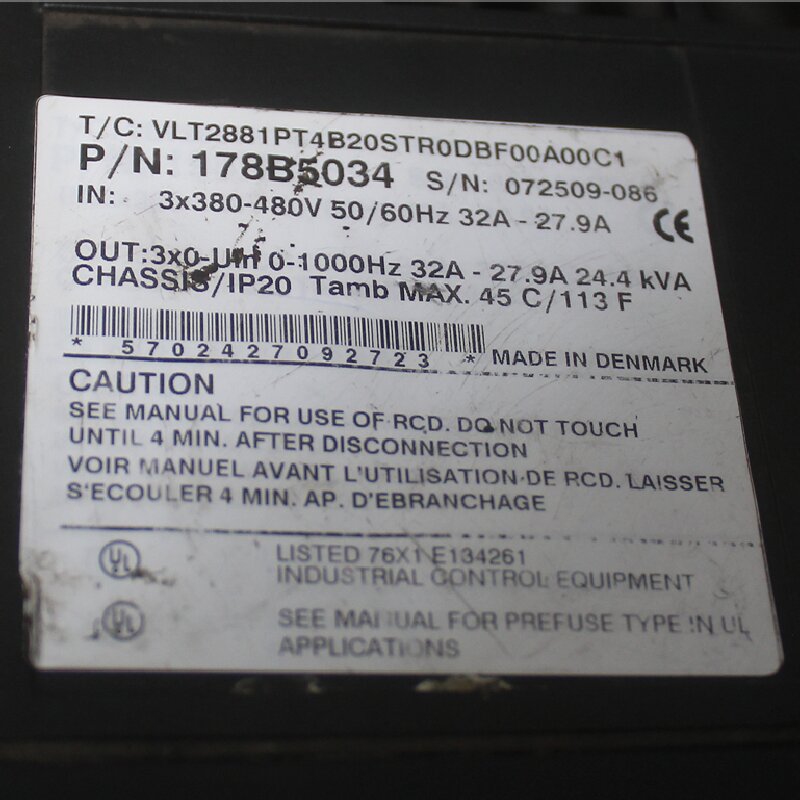 T/C: VLT2881PT4B20STR0DBF00A00C1
P/N: 178B5034 S/N: 072509-086
IN: 3x380-480V 50/60Hz 32A - 27.9A CE
OUT:3x0-Uin 0-1000Hz 32A - 27.9A 24.4 kVA
CHASSIS/IP20 Tamb MAX. 45 C/113 F
* 5702427092723 * MADE IN DENMARK
CAUTION
SEE MANUAL FOR USE OF RCD. DO NOT TOUCH
UNTIL 4 MIN. AFTER DISCONNECTION
VOIR MANUEL AVANT L'UTILISATION DE RCD. LAISSER
S'ECOULER 4 MIN. AP. D'EBRANCHAGE
UL LISTED 76X1 E134261
INDUSTRIAL CONTROL EQUIPMENT
UL SEE MANUAL FOR PREFUSE TYPE IN UL
APPLICATIONS